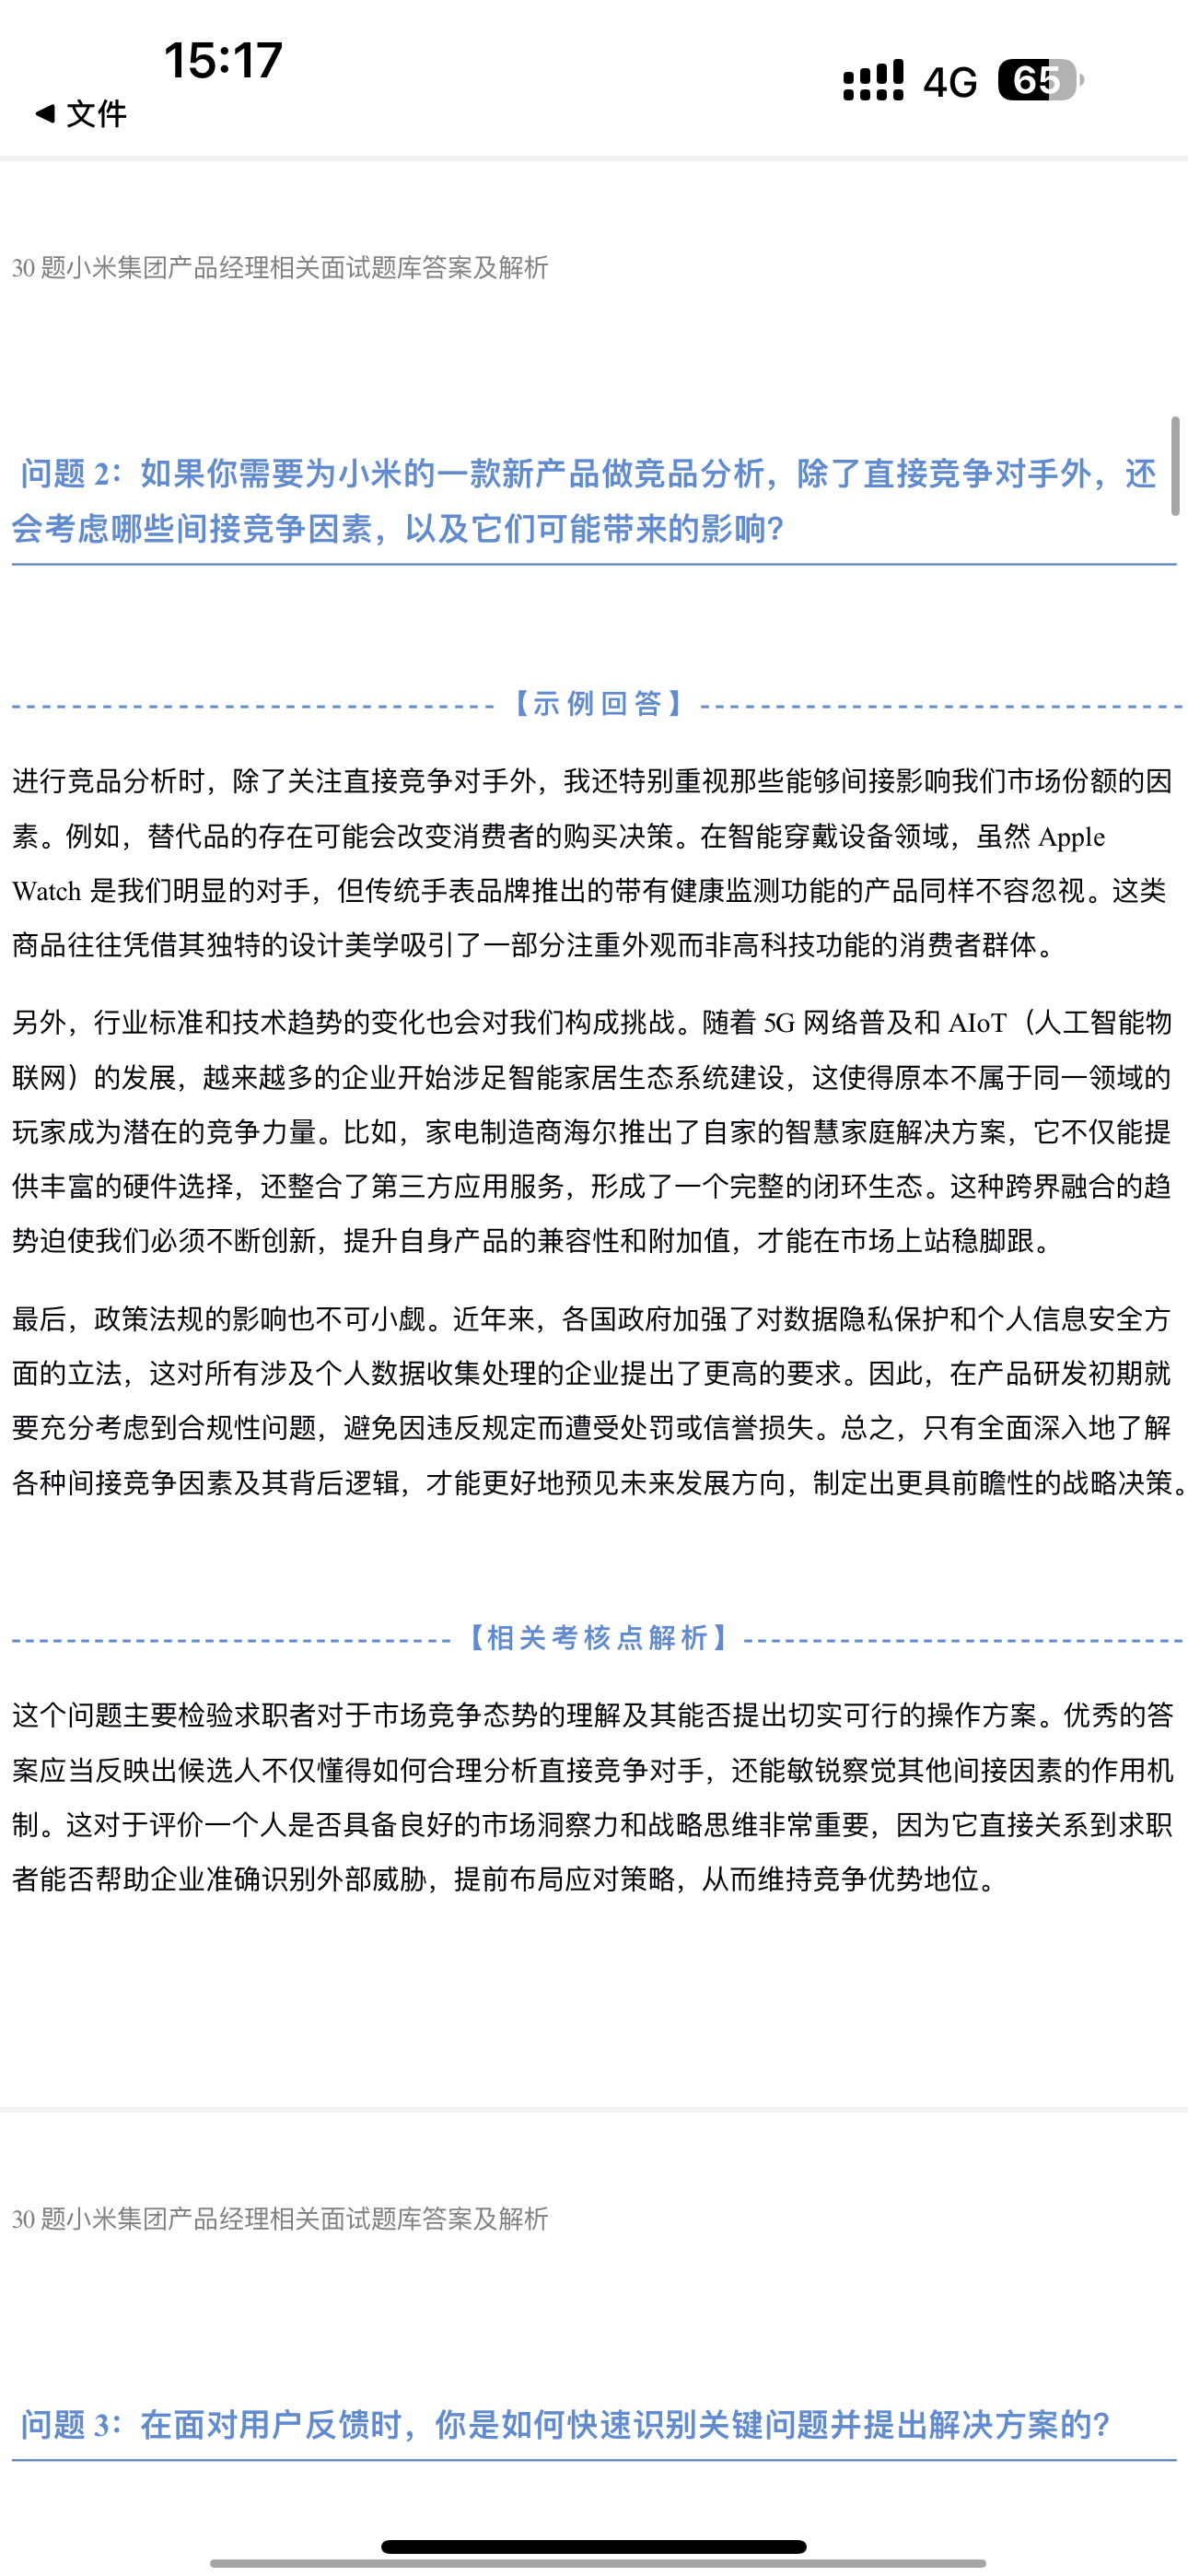 15:17
4G 65
◀ 文件
30 题小米集团产品经理相关面试题库答案及解析
问题 2：如果你需要为小米的一款新产品做竞品分析，除了直接竞争对手外，还
会考虑哪些间接竞争因素，以及它们可能带来的影响?
--------------------------------【示例回答】--------------------------------
进行竞品分析时，除了关注直接竞争对手外，我还特别重视那些能够间接影响我们市场份额的因
素。例如，替代品的存在可能会改变消费者的购买决策。在智能穿戴设备领域，虽然 Apple
Watch 是我们明显的对手，但传统手表品牌推出的带有健康监测功能的产品同样不容忽视。这类
商品往往凭借其独特的设计美学吸引了一部分注重外观而非高科技功能的消费者群体。
另外，行业标准和技术趋势的变化也会对我们构成挑战。随着 5G 网络普及和 AIoT（人工智能物
联网）的发展，越来越多的企业开始涉足智能家居生态系统建设，这使得原本不属于同一领域的
玩家成为潜在的竞争力量。比如，家电制造商海尔推出了自家的智慧家庭解决方案，它不仅能提
供丰富的硬件选择，还整合了第三方应用服务，形成了一个完整的闭环生态。这种跨界融合的趋
势迫使我们必须不断创新，提升自身产品的兼容性和附加值，才能在市场上站稳脚跟。
最后，政策法规的影响也不可小觑。近年来，各国政府加强了对数据隐私保护和个人信息安全方
面的立法，这对所有涉及个人数据收集处理的企业提出了更高的要求。因此，在产品研发初期就
要充分考虑到合规性问题，避免因违反规定而遭受处罚或信誉损失。总之，只有全面深入地了解
各种间接竞争因素及其背后逻辑，才能更好地预见未来发展方向，制定出更具前瞻性的战略决策。
-----------------------------【相关考核点解析】-----------------------------
这个问题主要检验求职者对于市场竞争态势的理解及其能否提出切实可行的操作方案。优秀的答
案应当反映出候选人不仅懂得如何合理分析直接竞争对手，还能敏锐察觉其他间接因素的作用机
制。这对于评价一个人是否具备良好的市场洞察力和战略思维非常重要，因为它直接关系到求职
者能否帮助企业准确识别外部威胁，提前布局应对策略，从而维持竞争优势地位。
30 题小米集团产品经理相关面试题库答案及解析
问题 3：在面对用户反馈时，你是如何快速识别关键问题并提出解决方案的?